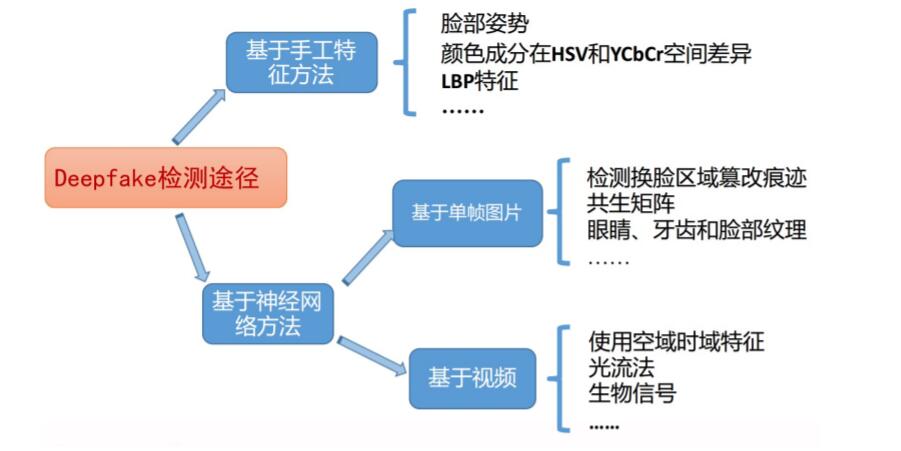 基于手工特
征方法
脸部姿势
颜色成分在HSV和YCbCr空间差异
LBP特征
……
Deepfake检测途径
基于单帧图片
检测换脸区域篡改痕迹
共生矩阵
眼睛、牙齿和脸部纹理
……
基于神经网
络方法
基于视频
使用空域时域特征
光流法
生物信号
……